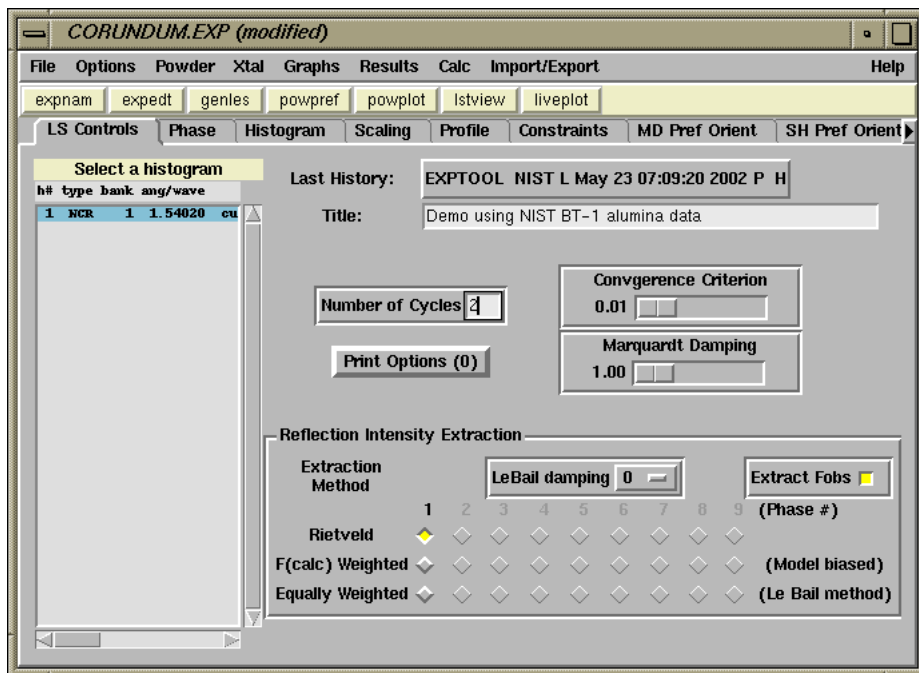 CORUNDUM.EXP (modified)
File Options Powder Xtal Graphs Results Calc Import/Export Help
expnam expedt genles powpref powplot lstview liveplot
LS Controls Phase Histogram Scaling Profile Constraints MD Pref Orient SH Pref Orient
Select a histogram
h# type bank ang/wave
1 NCR 1 1.54020 cu
Last History: EXPTOOL NIST L May 23 07:09:20 2002 P H
Title: Demo using NIST BT-1 alumina data
Number of Cycles 2
Convgerence Criterion
0.01
Print Options (0)
Marquardt Damping
1.00
Reflection Intensity Extraction
Extraction
Method
LeBail damping 0
Extract Fobs
1 2 3 4 5 6 7 8 9 (Phase #)
Rietveld
F(calc) Weighted (Model biased)
Equally Weighted (Le Bail method)